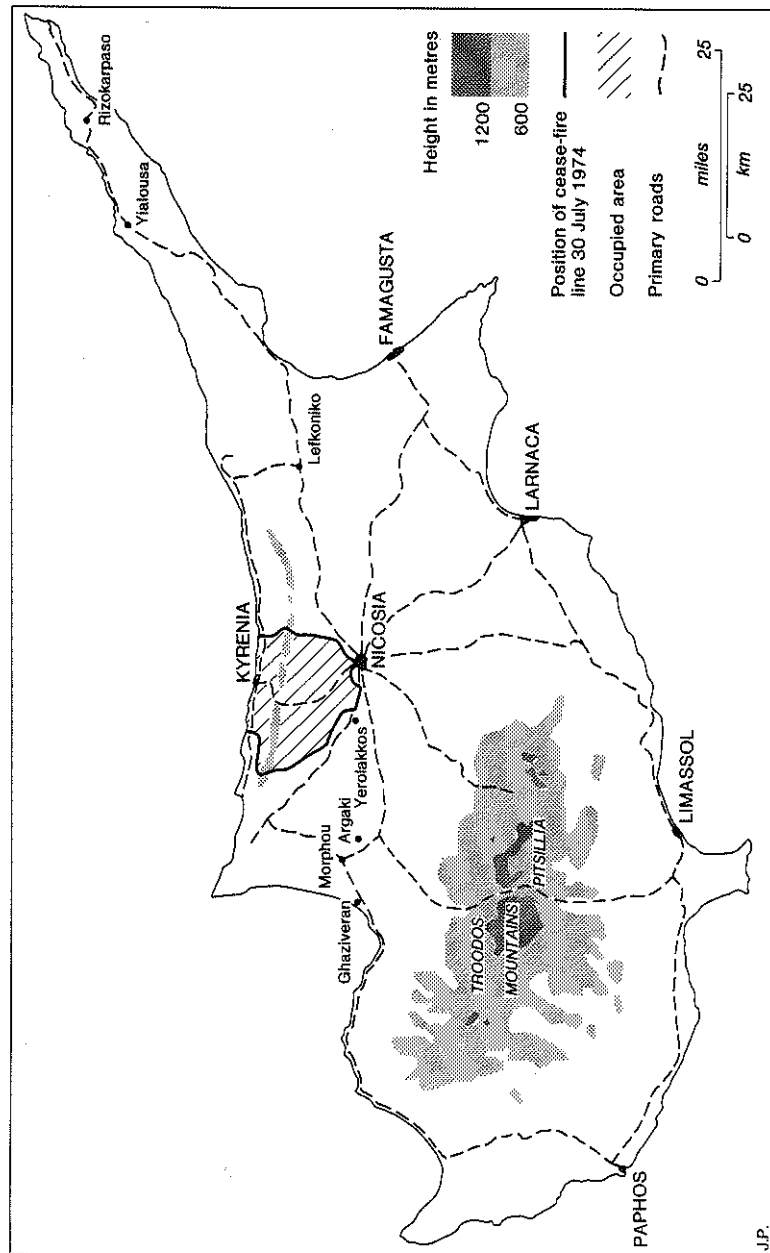 Rizokarpaso
Yialousa
FAMAGUSTA
Lefkoniko
LARNACA
KYRENIA
NICOSIA
Yerolakkos
Argaki
Morphou
Ghaziveran
TROODOS
MOUNTAINS
PITSILLIA
LIMASSOL
PAPHOS
Height in metres
1200
600
Position of cease-fire
line 30 July 1974
Occupied area
Primary roads
0 miles 25
0 km 25
J.P.